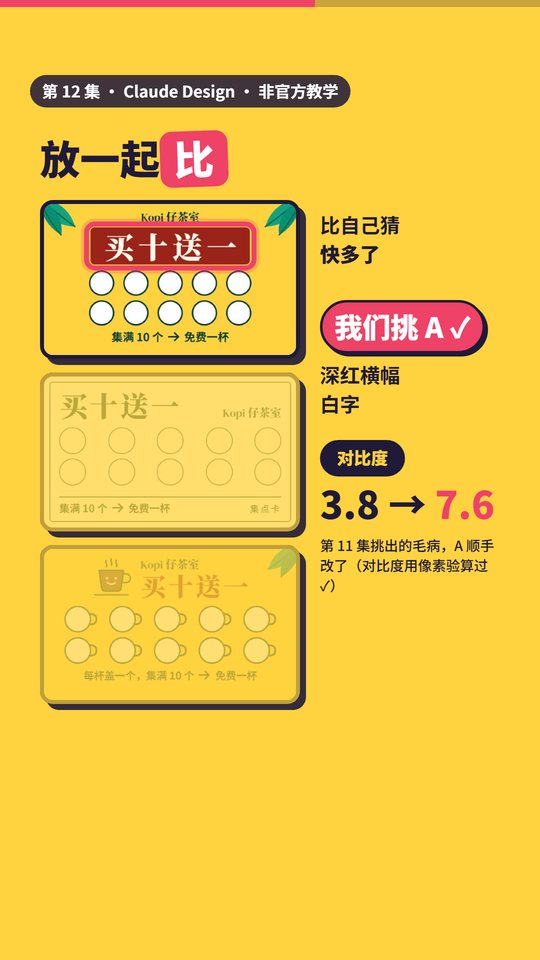 第 12 集 · Claude Design · 非官方教学
放一起比
Kopi 仔茶室
买十送一
集满 10 个 → 免费一杯
买十送一
Kopi 仔茶室
集满 10 个 → 免费一杯
集点卡
Kopi 仔茶室
买十送一
每杯盖一个，集满 10 个 → 免费一杯
比自己猜
快多了
我们挑 A ✓
深红横幅
白字
对比度
3.8 → 7.6
第 11 集挑出的毛病，A 顺手
改了（对比度用像素验算过
✓）